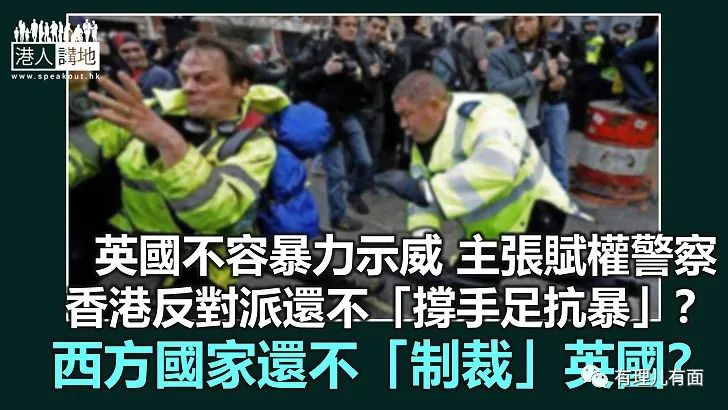 港人講地
www.speakout.hk
英國不容暴力示威 主張賦權警察
香港反對派還不「撐手足抗暴」?
西方國家還不「制裁」英國?
有理儿有面